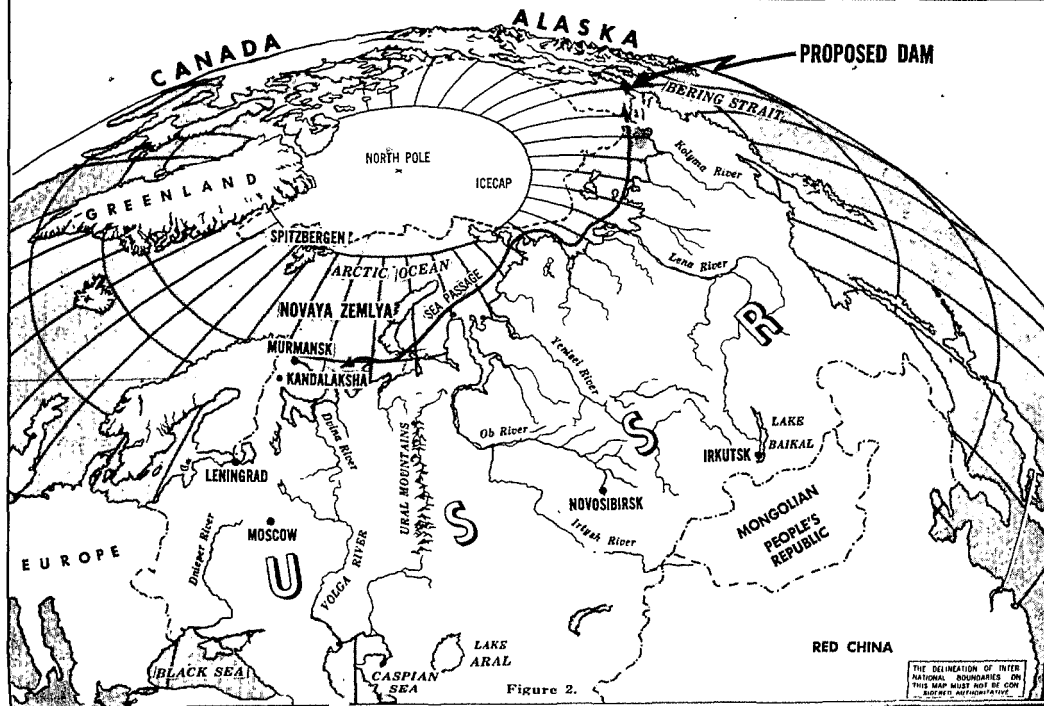 CANADA
ALASKA
PROPOSED DAM
BERING STRAIT
NORTH POLE
ICECAP
Kolyma River
GREENLAND
SPITZBERGEN
ARCTIC OCEAN
Lena River
NOVAYA ZEMLYA
SEA PASSAGE
MURMANSK
KANDALAKSHA
Yenisei River
Dvina River
URAL MOUNTAINS
Ob River
LAKE
BAIKAL
IRKUTSK
LENINGRAD
NOVOSIBIRSK
MOSCOW
Dnieper River
EUROPE
VOLGA RIVER
Irtysh River
MONGOLIAN
PEOPLE'S
REPUBLIC
U S S R
RED CHINA
BLACK SEA
CASPIAN
SEA
LAKE
ARAL
Figure 2.
THE DELINEATION OF INTER
NATIONAL BOUNDARIES ON
THIS MAP MUST NOT BE CON
SIDERED AUTHORITATIVE